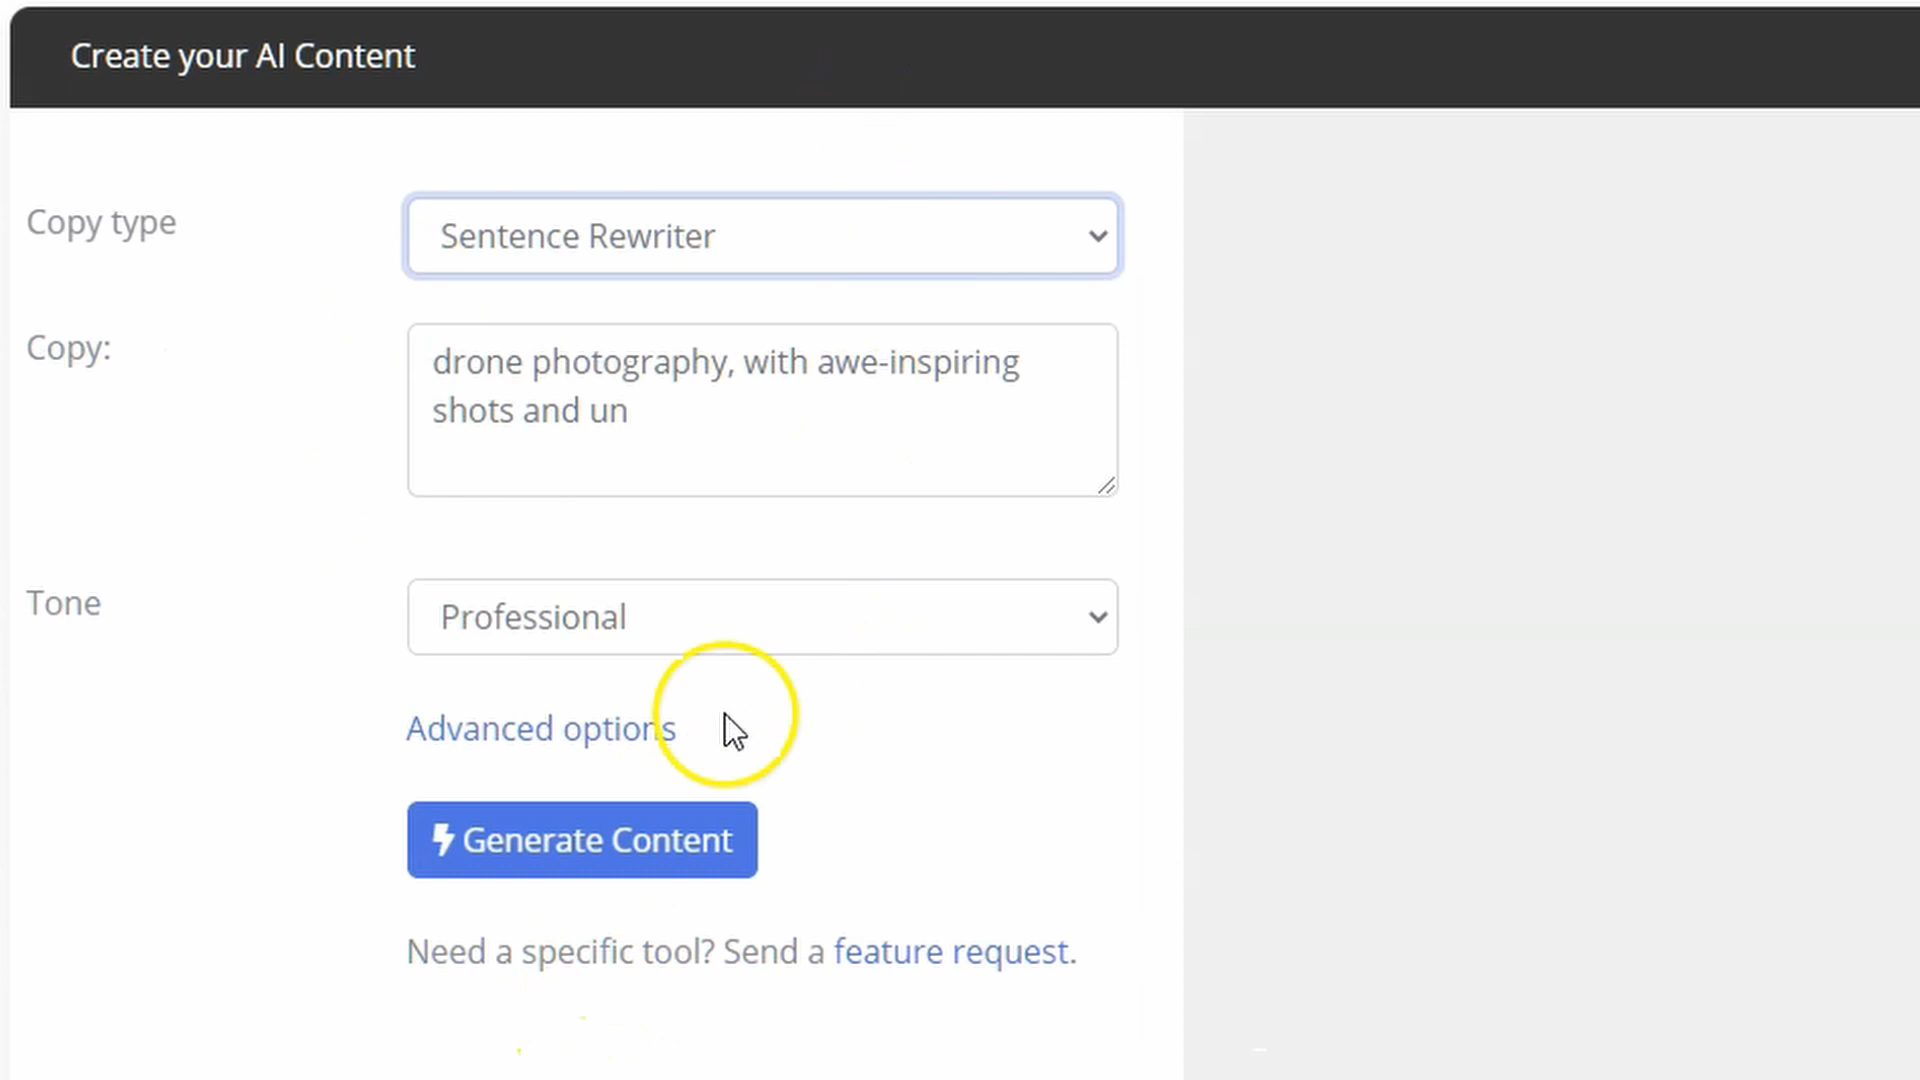 Create your AI Content
Copy type
Sentence Rewriter
Copy:
drone photography, with awe-inspiring
shots and un
Tone
Professional
Advanced options
Generate Content
Need a specific tool? Send a feature request.